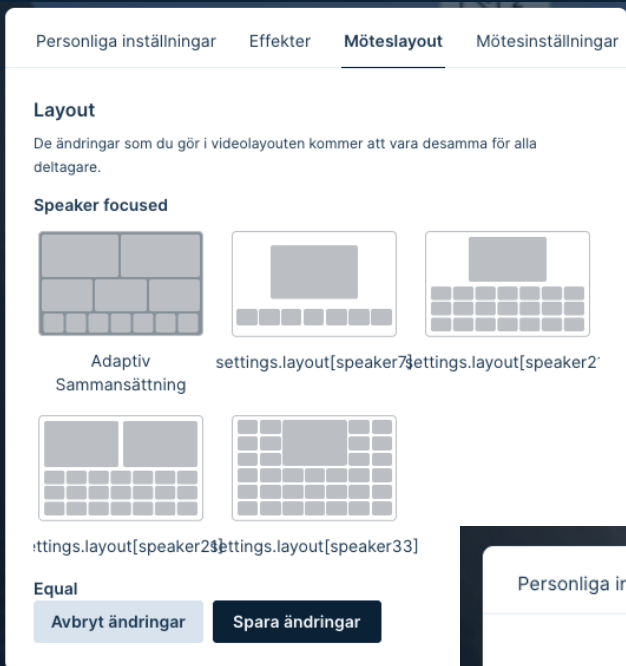 Personliga inställningar Effekter Möteslayout Mötesinställningar
Layout
De ändringar som du gör i videolayouten kommer att vara desamma för alla
deltagare.
Speaker focused
Adaptiv
Sammansättning
settings.layout[speaker7]
settings.layout[speaker2
ttings.layout[speaker2
ettings.layout[speaker33]
Equal
Avbryt ändringar Spara ändringar
Personliga